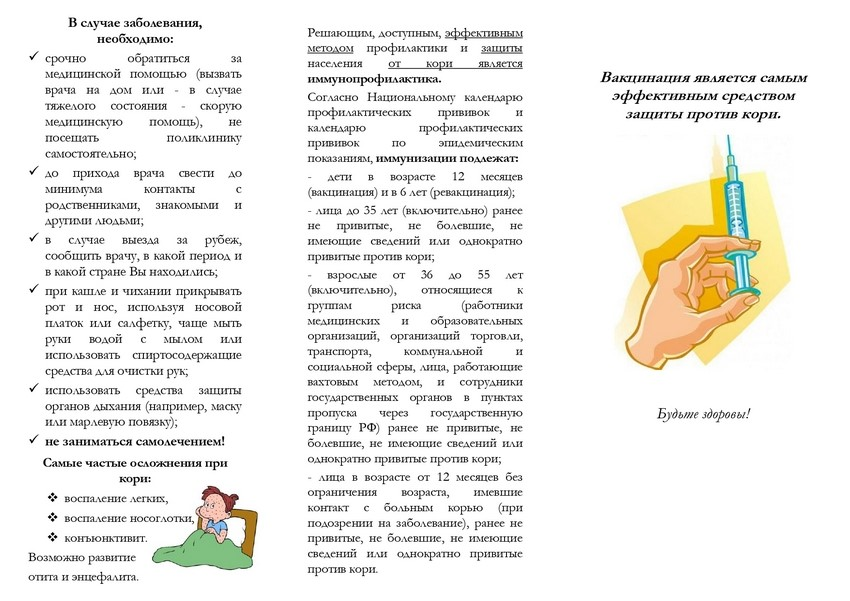 В случае заболевания,
необходимо:
✓ срочно обратиться за
медицинской помощью (вызвать
врача на дом или - в случае
тяжелого состояния - скорую
медицинскую помощь), не
посещать поликлинику
самостоятельно;
✓ до прихода врача свести до
минимума контакты с
родственниками, знакомыми и
другими людьми;
✓ в случае выезда за рубеж,
сообщить врачу, в какой период и
в какой стране Вы находились;
✓ при кашле и чихании прикрывать
рот и нос, используя носовой
платок или салфетку, чаще мыть
руки водой с мылом или
использовать спиртосодержащие
средства для очистки рук;
✓ использовать средства защиты
органов дыхания (например, маску
или марлевую повязку);
✓ не заниматься самолечением!
Самые частые осложнения при
кори:
❖ воспаление легких,
❖ воспаление носоглотки,
❖ конъюнктивит.
Возможно развитие
отита и энцефалита.
Решающим, доступным, эффективным
методом профилактики и защиты
населения от кори является
иммунопрофилактика.
Согласно Национальному календарю
профилактических прививок и
календарю профилактических
прививок по эпидемическим
показаниям, иммунизации подлежат:
- дети в возрасте 12 месяцев
(вакцинация) и в 6 лет (ревакцинация);
- лица до 35 лет (включительно) ранее
не привитые, не болевшие, не
имеющие сведений или однократно
привитые против кори;
- взрослые от 36 до 55 лет
(включительно), относящиеся к
группам риска (работники
медицинских и образовательных
организаций, организаций торговли,
транспорта, коммунальной и
социальной сферы, лица, работающие
вахтовым методом, и сотрудники
государственных органов в пунктах
пропуска через государственную
границу РФ) ранее не привитые, не
болевшие, не имеющие сведений или
однократно привитые против кори;
- лица в возрасте от 12 месяцев без
ограничения возраста, имевшие
контакт с больным корью (при
подозрении на заболевание), ранее не
привитые, не болевшие, не имеющие
сведений или однократно привитые
против кори.
Вакцинация является самым
эффективным средством
защиты против кори.
Будьте здоровы!